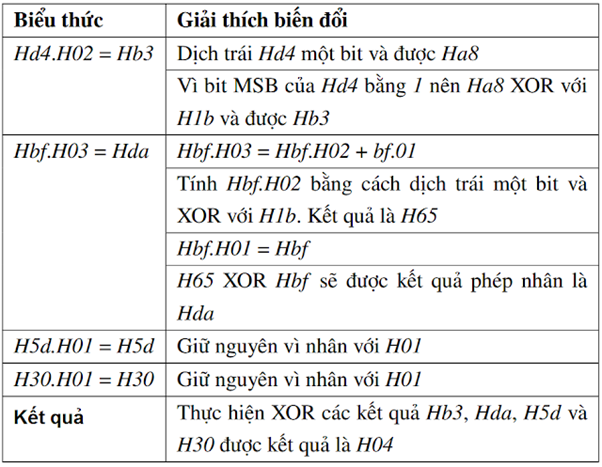 Biểu thức Giải thích biến đổi
Hd4.H02 = Hb3 Dịch trái Hd4 một bit và được Ha8
Vì bit MSB của Hd4 bằng 1 nên Ha8 XOR với
H1b và được Hb3
Hbf.H03 = Hda Hbf.H03 = Hbf.H02 + bf.01
Tính Hbf.H02 bằng cách dịch trái một bit và
XOR với H1b. Kết quả là H65
Hbf.H01 = Hbf
H65 XOR Hbf sẽ được kết quả phép nhân là
Hda
H5d.H01 = H5d Giữ nguyên vì nhân với H01
H30.H01 = H30 Giữ nguyên vì nhân với H01
Kết quả Thực hiện XOR các kết quả Hb3, Hda, H5d và
H30 được kết quả là H04